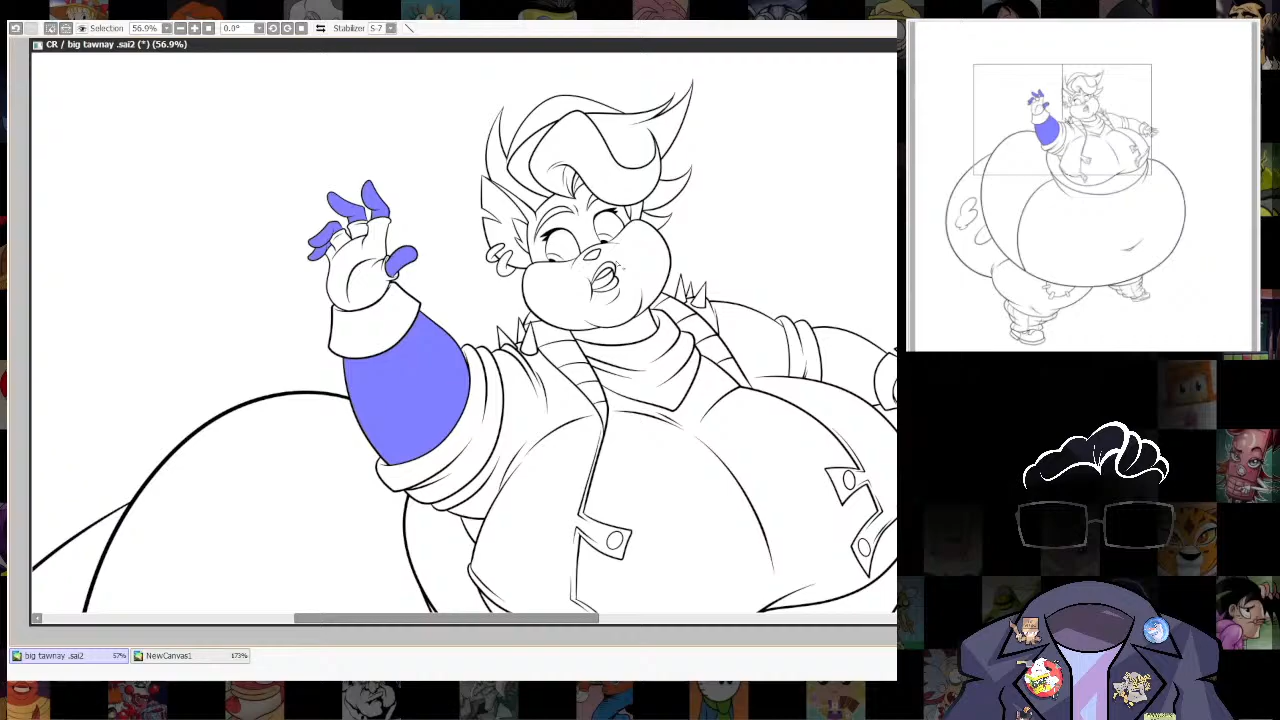 Selection 56.9% 0.0° Stabilizer S-7
CR / big tawnay .sai2 (*) (56.9%)
big tawnay .sai2 57% NewCanvas1 173%